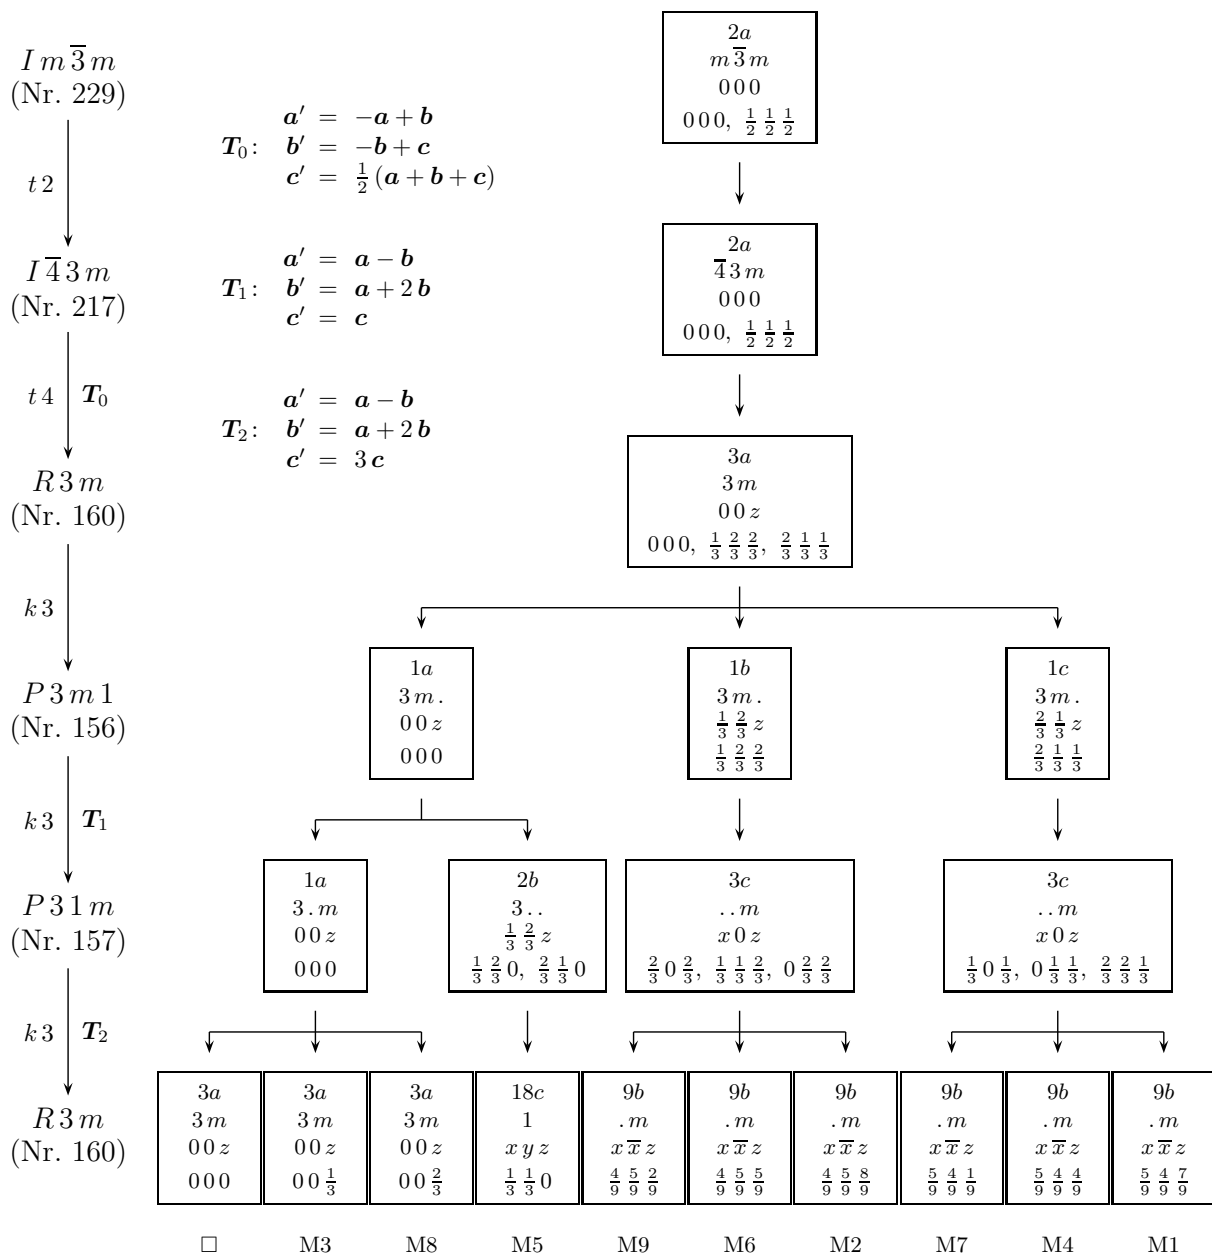 I m 3̅ m
(Nr. 229)
t 2
I 4̅ 3 m
(Nr. 217)
t 4 T₀
R 3 m
(Nr. 160)
k 3
P 3 m 1
(Nr. 156)
k 3 T₁
P 3 1 m
(Nr. 157)
k 3 T₂
R 3 m
(Nr. 160)
a′ = −a + b
T₀: b′ = −b + c
c′ = 1/2 (a + b + c)
a′ = a − b
T₁: b′ = a + 2 b
c′ = c
a′ = a − b
T₂: b′ = a + 2 b
c′ = 3 c
2a
m 3̅ m
0 0 0
0 0 0, 1/2 1/2 1/2
2a
4̅ 3 m
0 0 0
0 0 0, 1/2 1/2 1/2
3a
3 m
0 0 z
0 0 0, 1/3 2/3 2/3, 2/3 1/3 1/3
1a
3 m .
0 0 z
0 0 0
1b
3 m .
1/3 2/3 z
1/3 2/3 2/3
1c
3 m .
2/3 1/3 z
2/3 1/3 1/3
1a
3 . m
0 0 z
0 0 0
2b
3 . .
1/3 2/3 z
1/3 2/3 0, 2/3 1/3 0
3c
. . m
x 0 z
2/3 0 2/3, 1/3 1/3 2/3, 0 2/3 2/3
3c
. . m
x 0 z
1/3 0 1/3, 0 1/3 1/3, 2/3 2/3 1/3
3a
3 m
0 0 z
0 0 0
□
3a
3 m
0 0 z
0 0 1/3
M3
3a
3 m
0 0 z
0 0 2/3
M8
18c
1
x y z
1/3 1/3 0
M5
9b
. m
x x̅ z
4/9 5/9 2/9
M9
9b
. m
x x̅ z
4/9 5/9 5/9
M6
9b
. m
x x̅ z
4/9 5/9 8/9
M2
9b
. m
x x̅ z
5/9 4/9 1/9
M7
9b
. m
x x̅ z
5/9 4/9 4/9
M4
9b
. m
x x̅ z
5/9 4/9 7/9
M1